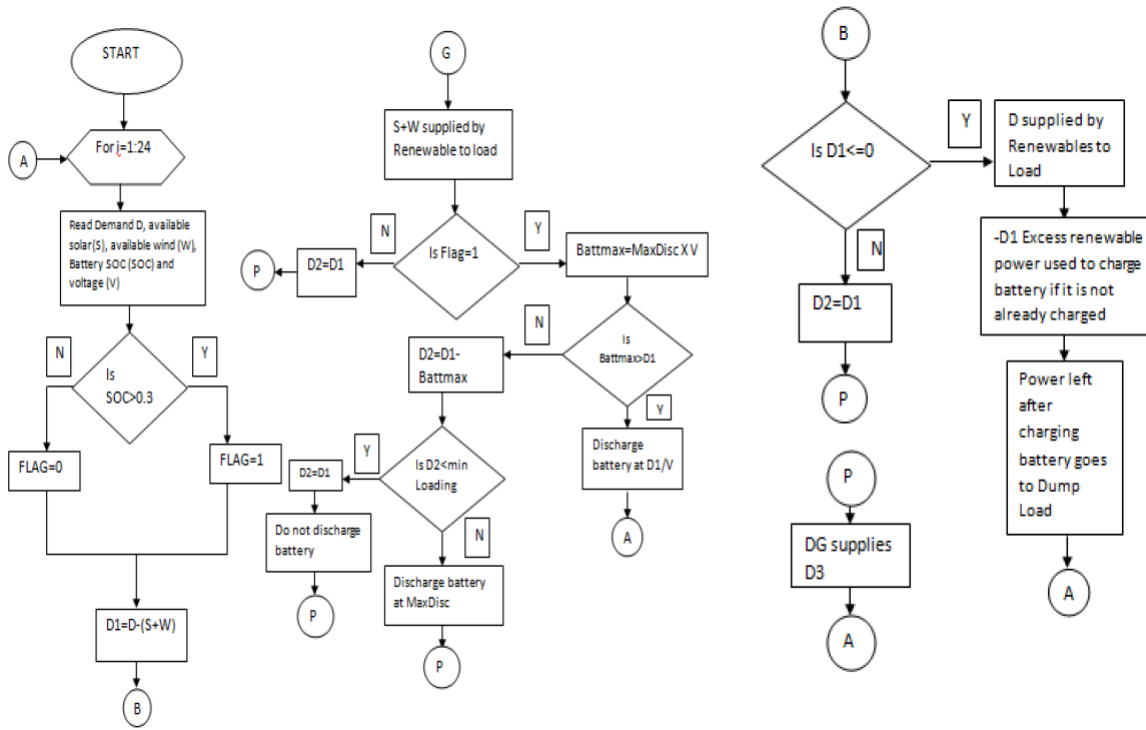 START
A
For i=1:24
Read Demand D, available
solar(S), available wind (W),
Battery SOC (SOC) and
voltage (V)
N
Y
Is
SOC>0.3
FLAG=0
FLAG=1
D1=D-(S+W)
B
G
S+W supplied by
Renewable to load
N
Y
Is Flag=1
P
D2=D1
Battmax=MaxDisc X V
N
Is
Battmax>D1
D2=D1-
Battmax
Y
Discharge
battery at D1/V
A
Y
Is D2<min
Loading
D2=D1
Do not discharge
battery
P
N
Discharge battery
at MaxDisc
P
B
Is D1<=0
Y
D supplied by
Renewables to
Load
-D1 Excess renewable
power used to charge
battery if it is not
already charged
Power left
after
charging
battery goes
to Dump
Load
A
N
D2=D1
P
P
DG supplies
D3
A